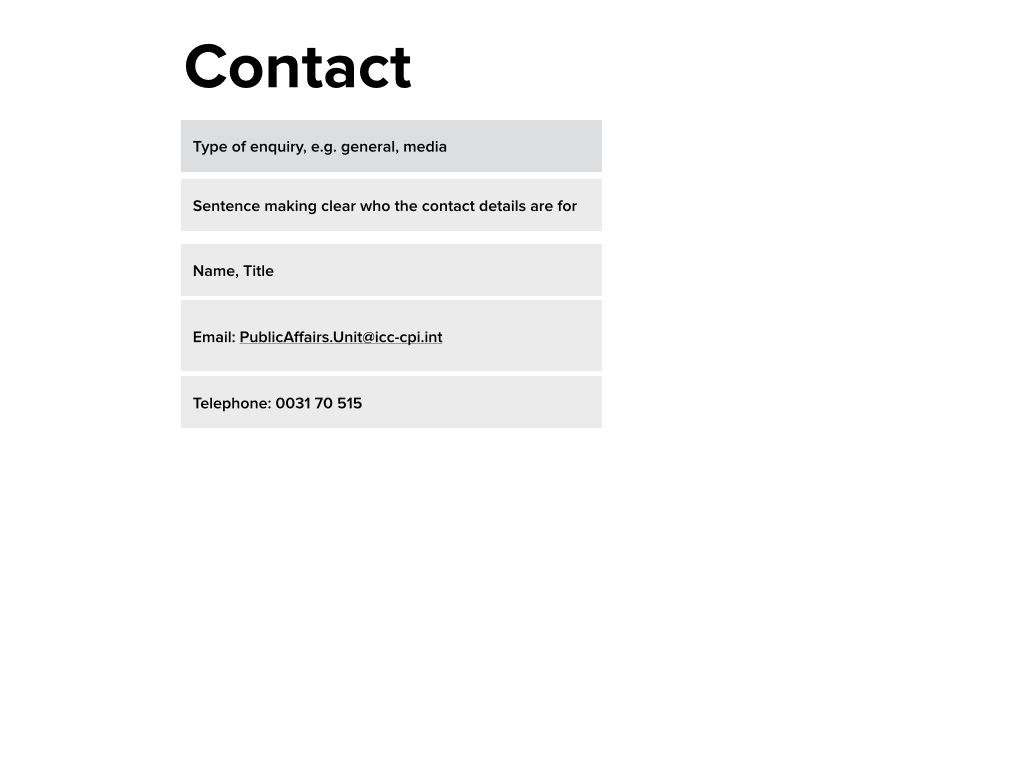 Contact
Type of enquiry, e.g. general, media
Sentence making clear who the contact details are for
Name, Title
Email: PublicAffairs.Unit@icc-cpi.int
Telephone: 0031 70 515